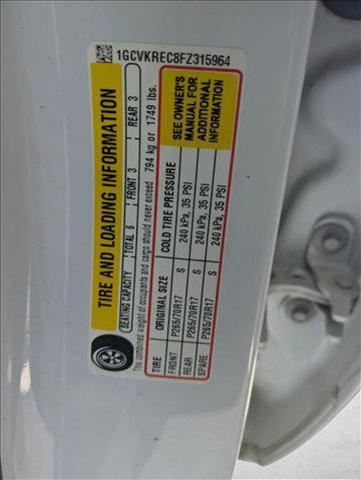 1GCVKREC8FZ315964
TIRE AND LOADING INFORMATION
SEATING CAPACITY TOTAL 6 FRONT 3 REAR 3
The combined weight of occupants and cargo should never exceed 794 kg or 1749 lbs.
TIRE ORIGINAL SIZE COLD TIRE PRESSURE
FRONT P265/70R17 S 240 kPa, 35 PSI
REAR P265/70R17 S 240 kPa, 35 PSI
SPARE P265/70R17 S 240 kPa, 35 PSI
SEE OWNER'S
MANUAL FOR
ADDITIONAL
INFORMATION